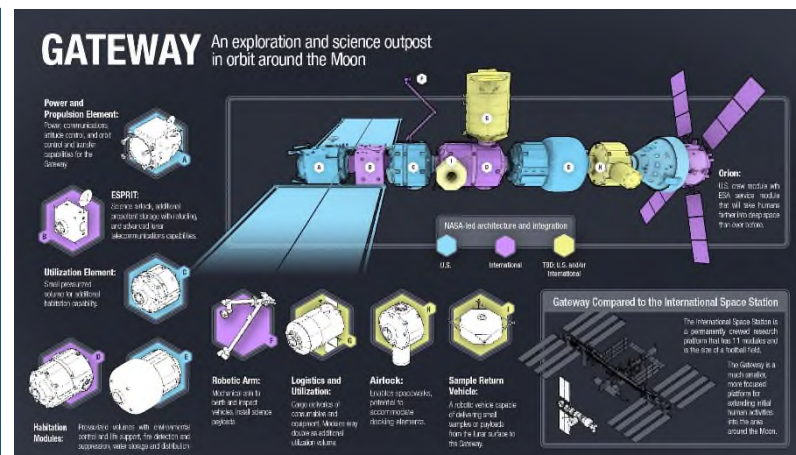 GATEWAY
An exploration and science outpost
in orbit around the Moon
Power and
Propulsion Element:
Power, communications,
attitude control, and orbit
control and transfer
capabilities for the
Gateway
A
ESPRIT:
Science airlock, additional
propellant storage with refueling,
and advanced lunar
telecommunications capabilities.
B
Utilization Element:
Small pressurized
volume for additional
habitation capability.
C
D
E
Habitation
Modules:
Pressurized volumes with environmental
control and life support, fire detection and
suppression, water storage and distribution
F
G
A
B
C
I
D
E
H
Orion:
U.S. crew module with
ESA service module
that will take humans
farther into deep space
than ever before.
NASA-led architecture and integration
U.S.
International
TBD: U.S. and/or
International
F
Robotic Arm:
Mechanical arm to
berth and inspect
vehicles, install science
payloads.
G
Logistics and
Utilization:
Cargo deliveries of
consumables and
equipment. Modules may
double as additional
utilization volume
H
Airlock:
Enables spacewalks,
potential to
accommodate
docking elements.
I
Sample Return
Vehicle:
A robotic vehicle capable
of delivering small
samples or payloads
from the lunar surface to
the Gateway.
Gateway Compared to the International Space Station
The International Space Station is
a permanently crewed research
platform that has 11 modules and
is the size of a football field.
The Gateway is a
much smaller,
more focused
platform for
extending initial
human activities
into the area
around the Moon.